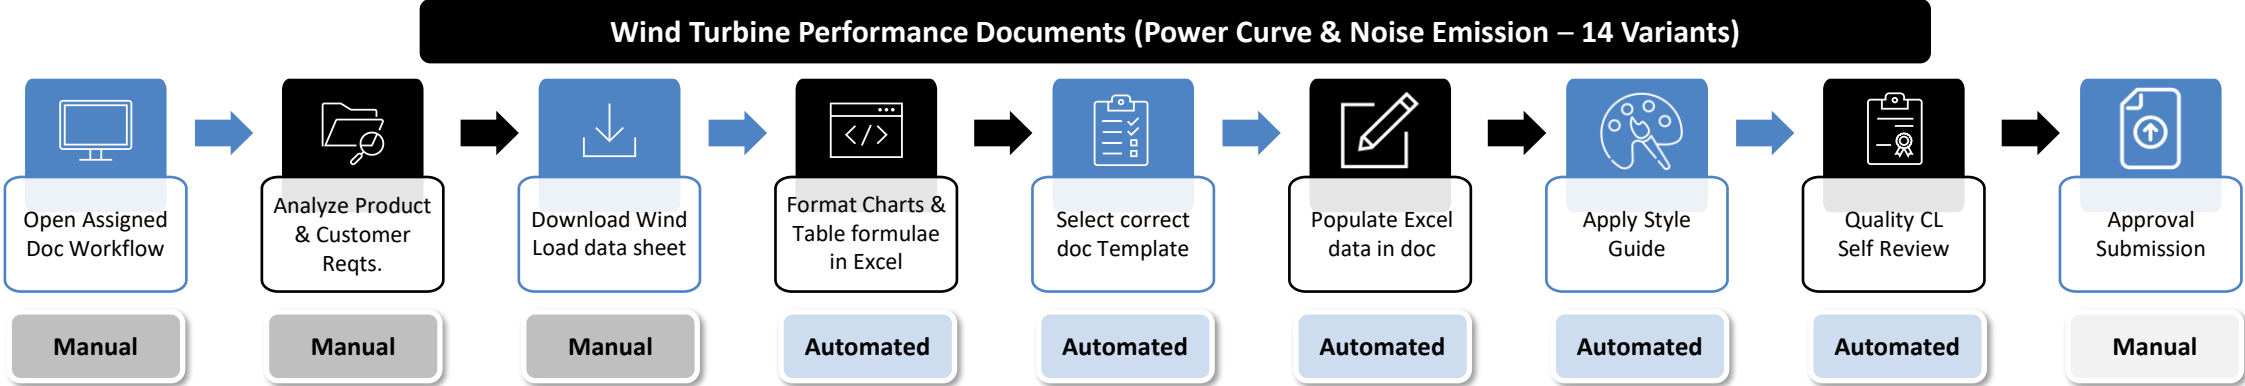 Wind Turbine Performance Documents (Power Curve & Noise Emission – 14 Variants)
</>
Open Assigned
Doc Workflow
Analyze Product
& Customer
Reqts.
Download Wind
Load data sheet
Format Charts &
Table formulae
in Excel
Select correct
doc Template
Populate Excel
data in doc
Apply Style
Guide
Quality CL
Self Review
Approval
Submission
Manual
Manual
Manual
Automated
Automated
Automated
Automated
Automated
Manual